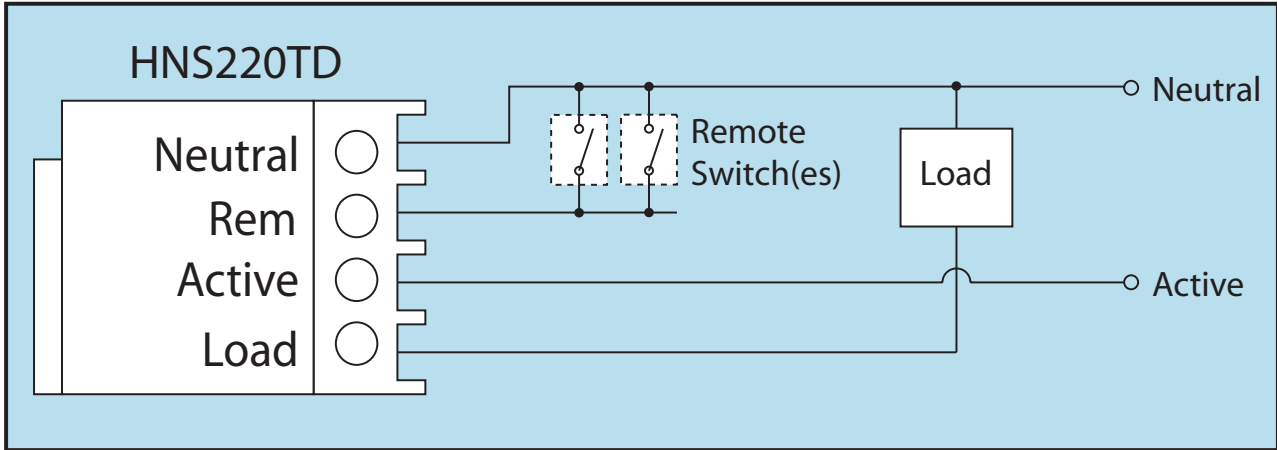 HNS220TD
Neutral
Rem
Active
Load
Remote
Switch(es)
Load
Neutral
Active